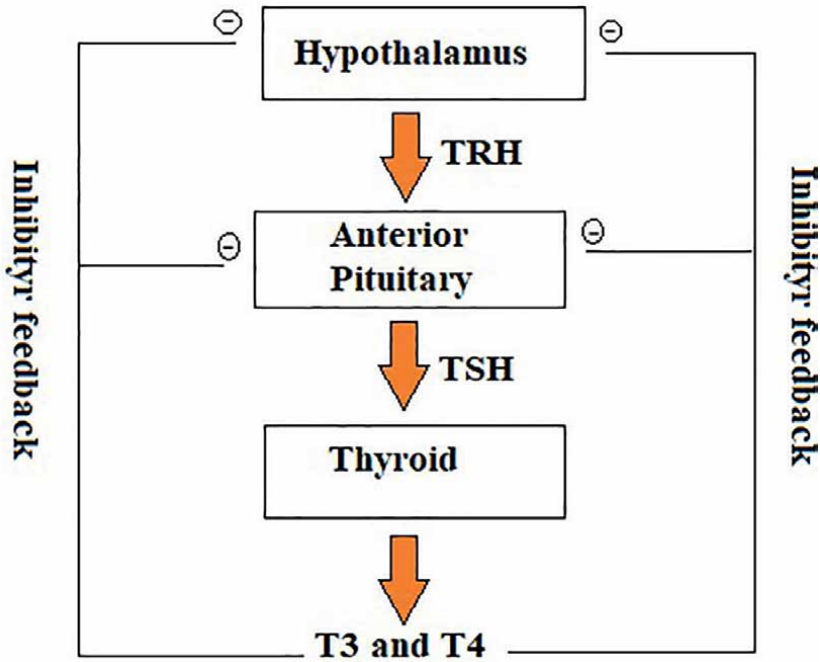 ⊖
⊖
Hypothalamus
TRH
Inhibityr feedback
Inhibityr feedback
⊖
⊖
Anterior
Pituitary
TSH
Thyroid
T3 and T4